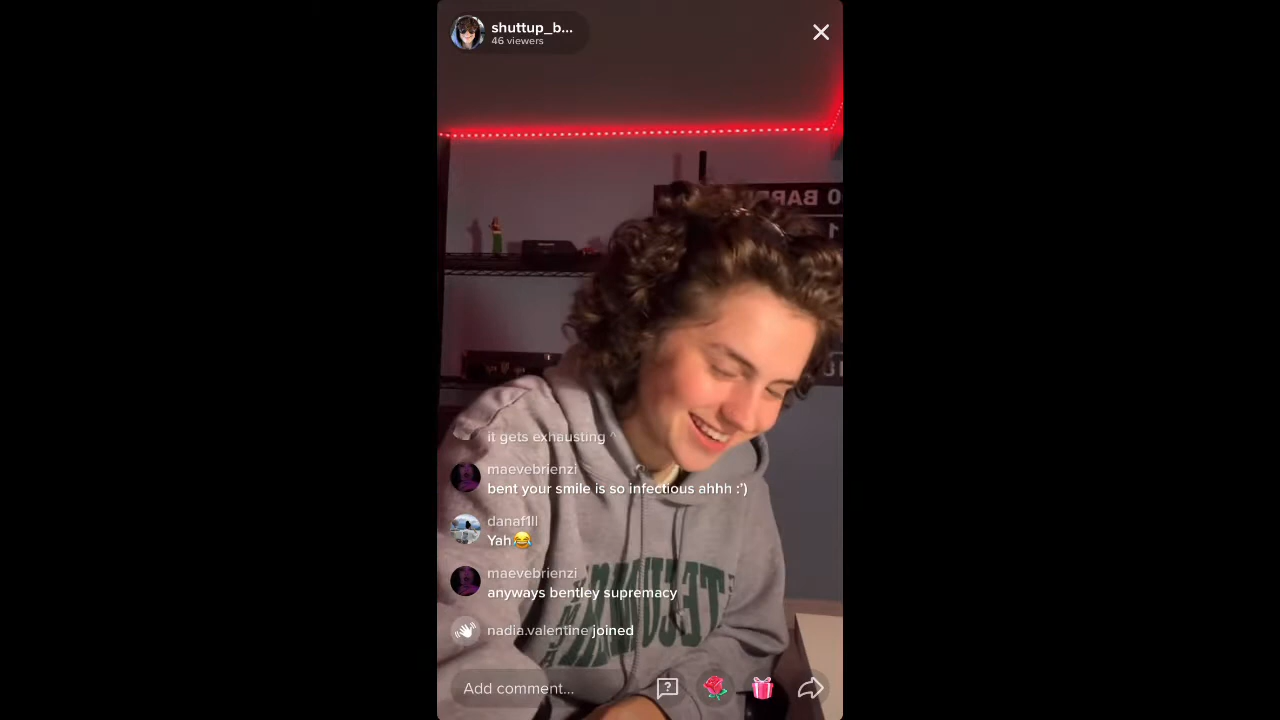 shuttup_b...
46 viewers
it gets exhausting ^
maevebrienzi
bent your smile is so infectious ahhh :')
danaf1ll
Yah😂
maevebrienzi
anyways bentley supremacy
nadia.valentine joined
Add comment...